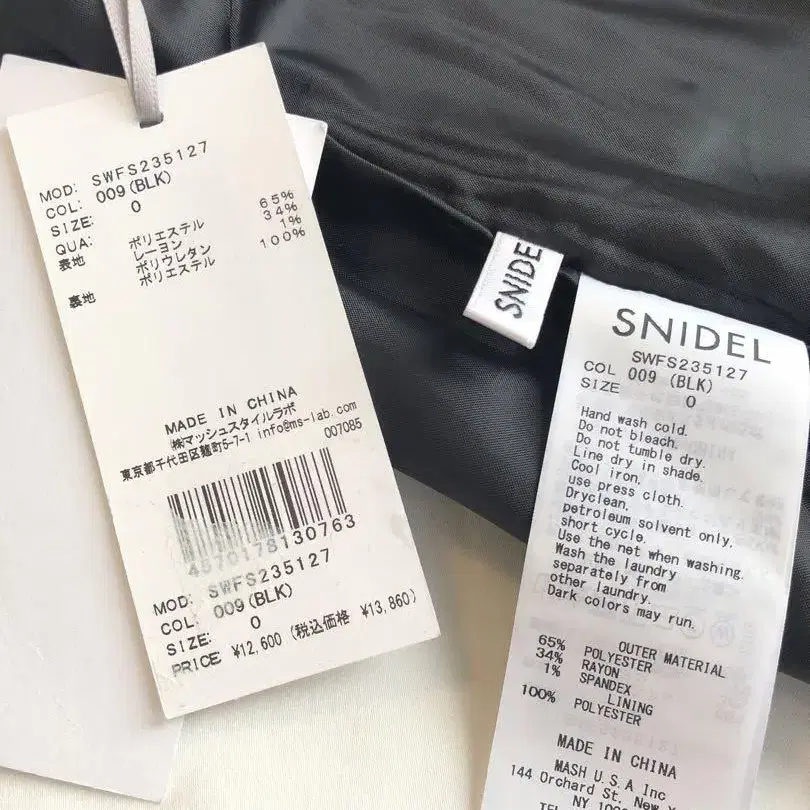 MOD: SWFS235127
COL: 009(BLK)
SIZE: 0
QUA:
表地 ポリエステル 65%
レーヨン 34%
ポリウレタン 1%
裏地 ポリエステル 100%
MADE IN CHINA
㈱マッシュスタイルラボ
東京都千代田区麹町5-7-1 info@ms-lab.com
007085
4570178130763
MOD: SWFS235127
COL: 009(BLK)
SIZE: 0
PRICE ¥12,600 (税込価格 ¥13,860)
SNIDEL
SNIDEL
SWFS235127
COL 009 (BLK)
SIZE 0
Hand wash cold.
Do not bleach.
Do not tumble dry.
Line dry in shade.
Cool iron,
use press cloth.
Dryclean,
petroleum solvent only,
short cycle.
Use the net when washing.
Wash the laundry
separately from
other laundry.
Dark colors may run.
OUTER MATERIAL
65% POLYESTER
34% RAYON
1% SPANDEX
LINING
100% POLYESTER
MADE IN CHINA
MASH U.S.A Inc
144 Orchard St. New
NY